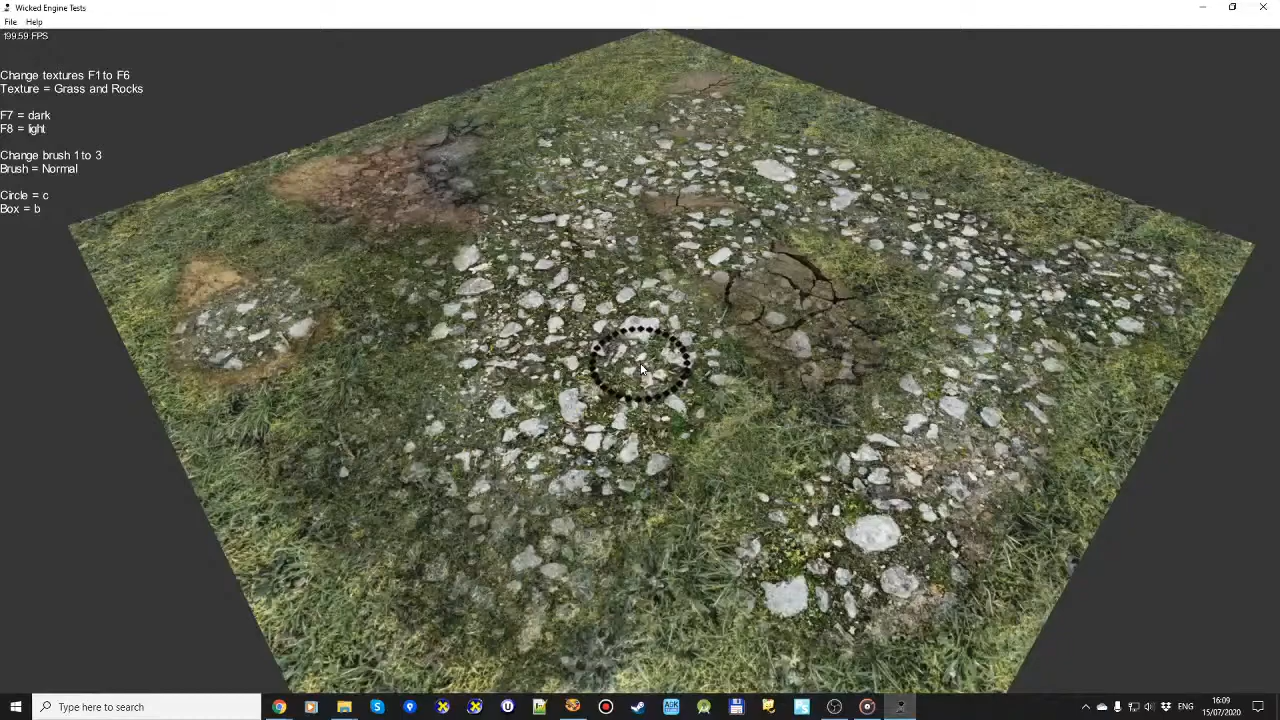 Wicked Engine Tests
File Help
199.59 FPS
Change textures F1 to F6
Texture = Grass and Rocks
F7 = dark
F8 = light
Change brush 1 to 3
Brush = Normal
Circle = c
Box = b
Type here to search
ASK
ENG
16:09
15/07/2020